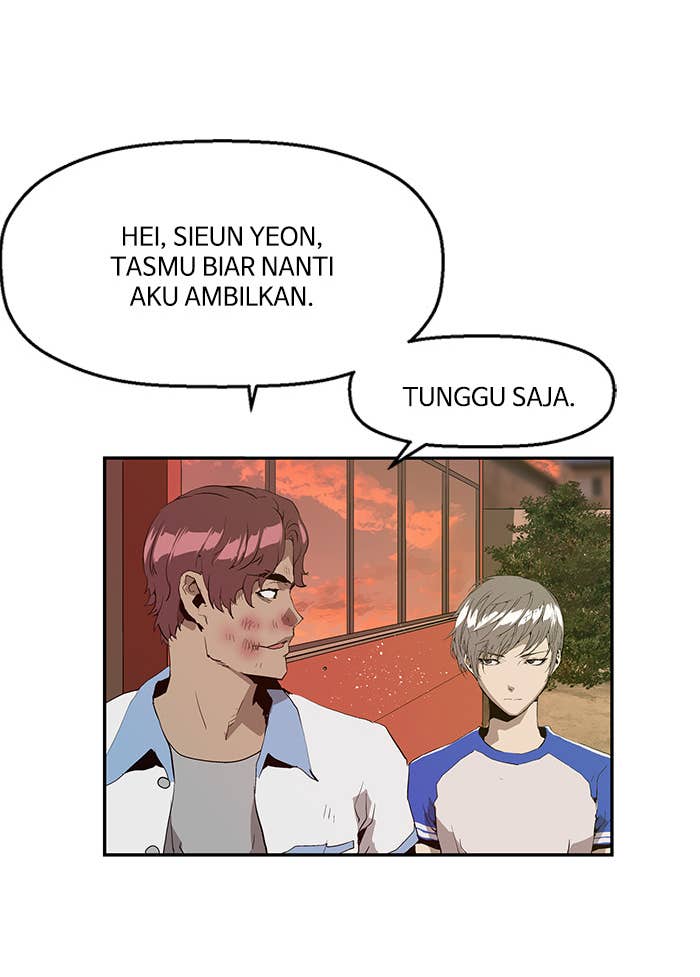 HEI, SIEUN YEON,
TASMU BIAR NANTI
AKU AMBILKAN.
TUNGGU SAJA.